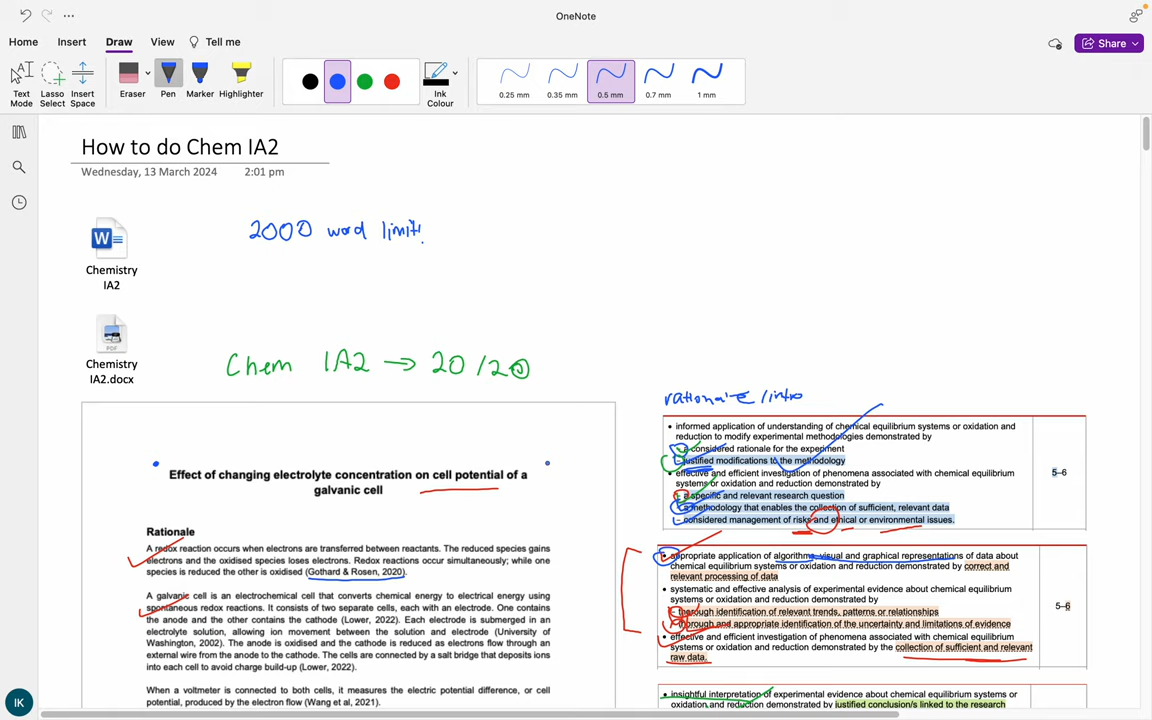 OneNote
Home Insert Draw View Tell me
Share
Text Mode
Lasso Select
Insert Space
Eraser
Pen
Marker
Highlighter
Ink Colour
0.25 mm 0.35 mm 0.5 mm 0.7 mm 1 mm
How to do Chem IA2
Wednesday, 13 March 2024 2:01 pm
2000 word limit!
W
Chemistry IA2
PDF
Chemistry IA2.docx
Chem IA2 → 20/20
Effect of changing electrolyte concentration on cell potential of a
galvanic cell
Rationale
A redox reaction occurs when electrons are transferred between reactants. The reduced species gains
electrons and the oxidised species loses electrons. Redox reactions occur simultaneously; while one
species is reduced the other is oxidised (Gothard & Rosen, 2020).
A galvanic cell is an electrochemical cell that converts chemical energy to electrical energy using
spontaneous redox reactions. It consists of two separate cells, each with an electrode. One contains
the anode and the other contains the cathode (Lower, 2022). Each electrode is submerged in an
electrolyte solution, allowing ion movement between the solution and electrode (University of
Washington, 2002). The anode is oxidised and the cathode is reduced as electrons flow through an
external wire from the anode to the cathode. The cells are connected by a salt bridge that deposits ions
into each cell to avoid charge build-up (Lower, 2022).
When a voltmeter is connected to both cells, it measures the electric potential difference, or cell
potential, produced by the electron flow (Wang et al, 2021).
rationale /intro
• informed application of understanding of chemical equilibrium systems or oxidation and
reduction to modify experimental methodologies demonstrated by
a considered rationale for the experiment
justified modifications to the methodology
• effective and efficient investigation of phenomena associated with chemical equilibrium
systems or oxidation and reduction demonstrated by
a specific and relevant research question
a methodology that enables the collection of sufficient, relevant data
considered management of risks and ethical or environmental issues.
5–6
appropriate application of algorithms, visual and graphical representations of data about
chemical equilibrium systems or oxidation and reduction demonstrated by correct and
relevant processing of data
• systematic and effective analysis of experimental evidence about chemical equilibrium
systems or oxidation and reduction demonstrated by
thorough identification of relevant trends, patterns or relationships
thorough and appropriate identification of the uncertainty and limitations of evidence
• effective and efficient investigation of phenomena associated with chemical equilibrium
systems or oxidation and reduction demonstrated by the collection of sufficient and relevant
raw data.
5–6
• insightful interpretation of experimental evidence about chemical equilibrium systems or
oxidation and reduction demonstrated by justified conclusion/s linked to the research
IK